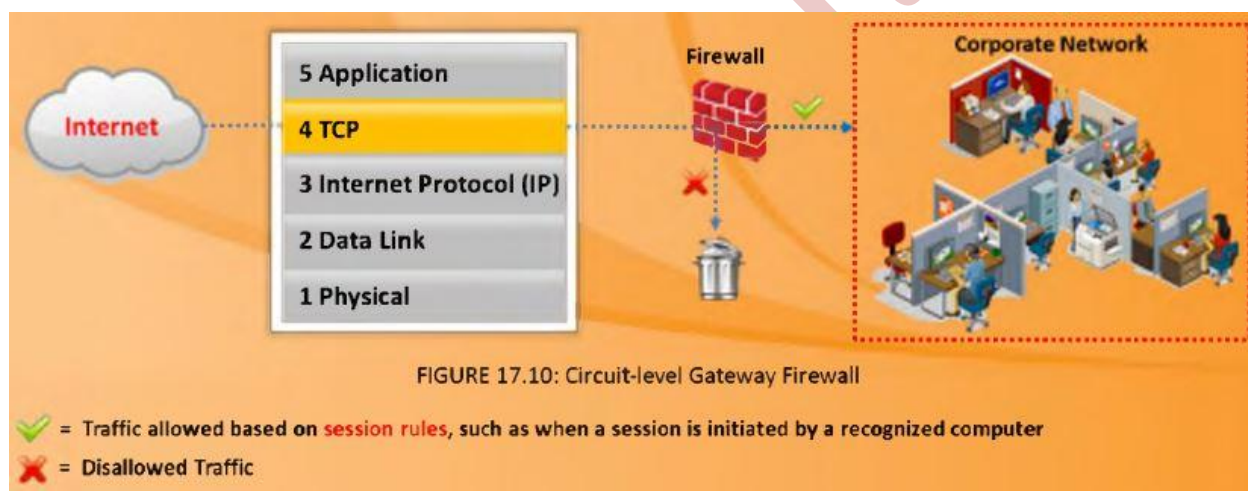 Internet
5 Application
4 TCP
3 Internet Protocol (IP)
2 Data Link
1 Physical
Firewall
Corporate Network
FIGURE 17.10: Circuit-level Gateway Firewall
= Traffic allowed based on session rules, such as when a session is initiated by a recognized computer
= Disallowed Traffic